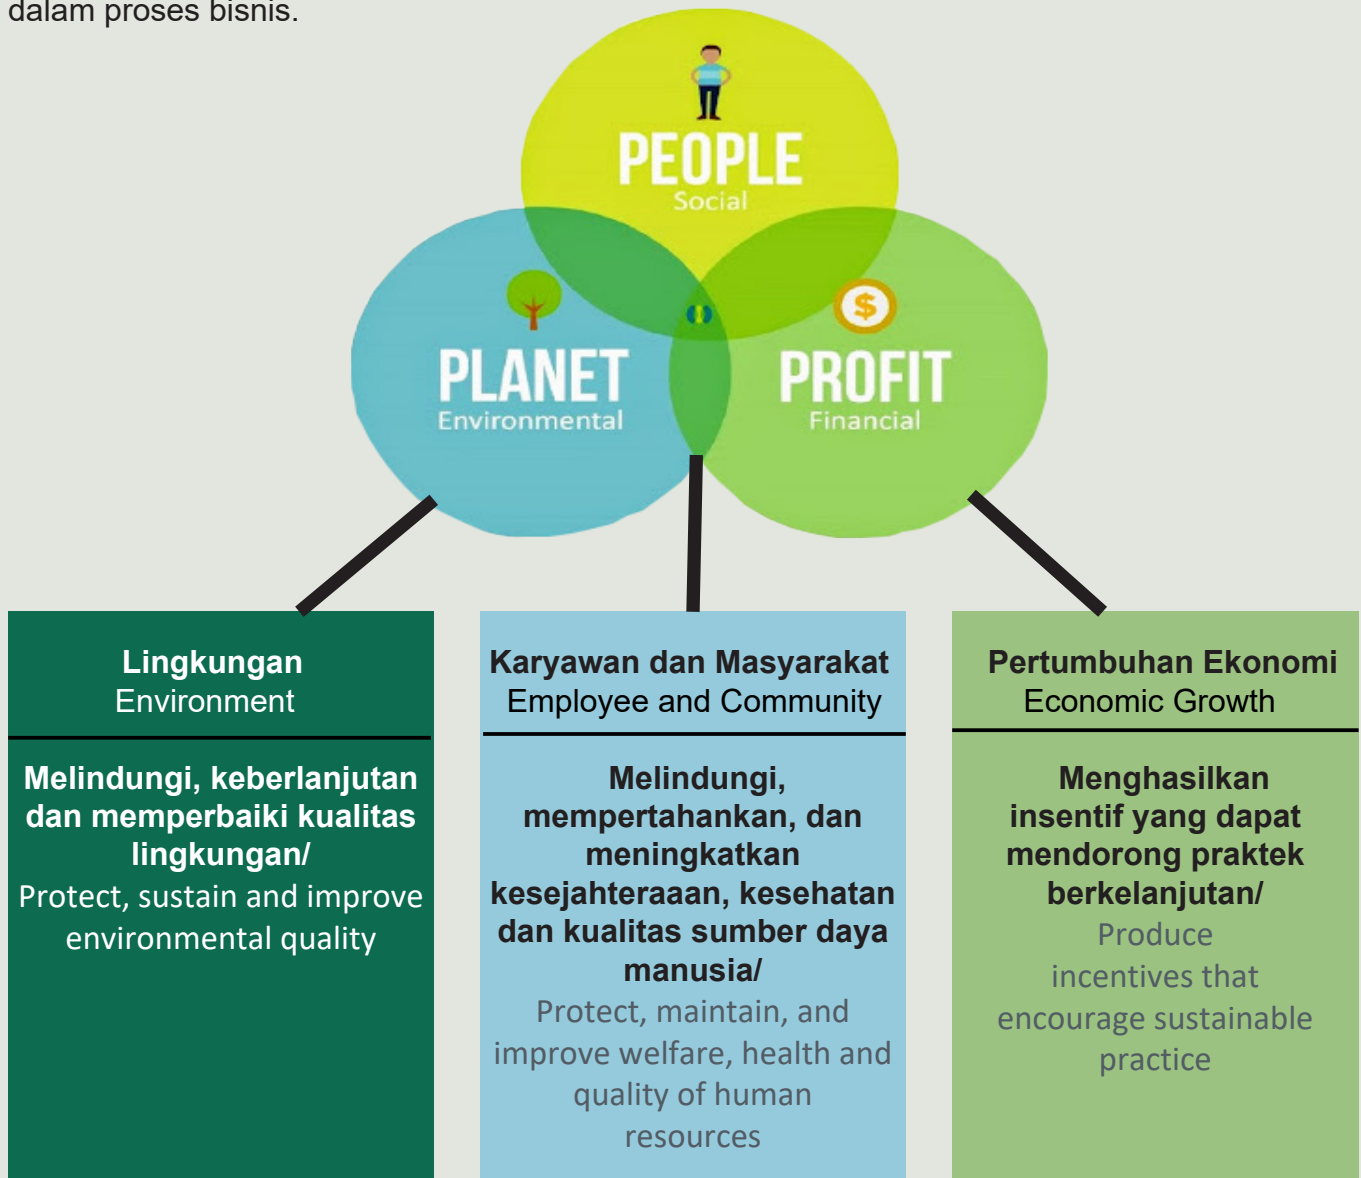 dalam proses bisnis.
PEOPLE
Social
PLANET
Environmental
PROFIT
Financial
Lingkungan
Environment
Melindungi, keberlanjutan
dan memperbaiki kualitas
lingkungan/
Protect, sustain and improve
environmental quality
Karyawan dan Masyarakat
Employee and Community
Melindungi,
mempertahankan, dan
meningkatkan
kesejahteraaan, kesehatan
dan kualitas sumber daya
manusia/
Protect, maintain, and
improve welfare, health and
quality of human
resources
Pertumbuhan Ekonomi
Economic Growth
Menghasilkan
insentif yang dapat
mendorong praktek
berkelanjutan/
Produce
incentives that
encourage sustainable
practice